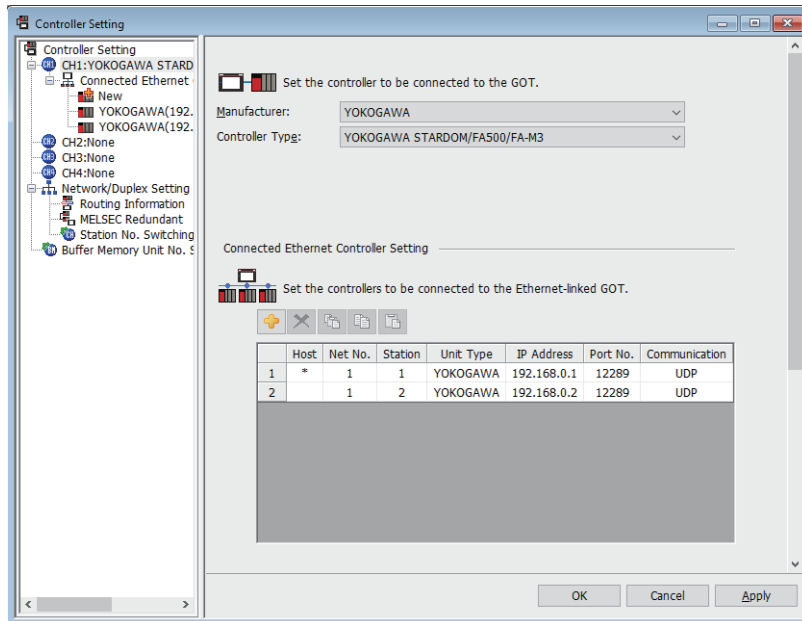 Controller Setting
Controller Setting
CH1:YOKOGAWA STARD
Connected Ethernet
New
YOKOGAWA(192.
YOKOGAWA(192.
CH2:None
CH3:None
CH4:None
Network/Duplex Setting
Routing Information
MELSEC Redundant
Station No. Switching
Buffer Memory Unit No. S
Set the controller to be connected to the GOT.
Manufacturer: YOKOGAWA
Controller Type: YOKOGAWA STARDOM/FA500/FA-M3
Connected Ethernet Controller Setting
Set the controllers to be connected to the Ethernet-linked GOT.
Host Net No. Station Unit Type IP Address Port No. Communication
1 * 1 1 YOKOGAWA 192.168.0.1 12289 UDP
2 1 2 YOKOGAWA 192.168.0.2 12289 UDP
OK Cancel Apply